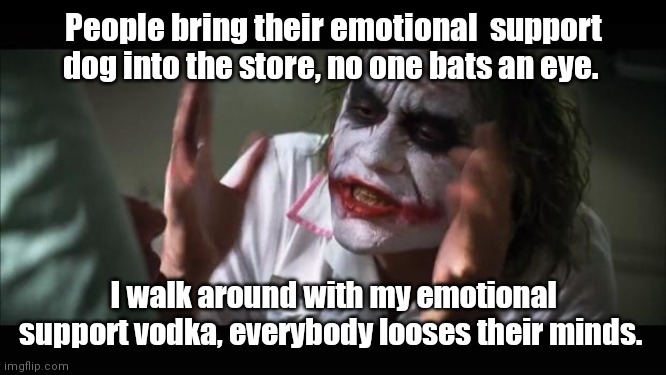 People bring their emotional  support
dog into the store, no one bats an eye.
I walk around with my emotional
support vodka, everybody looses their minds.
imgflip.com